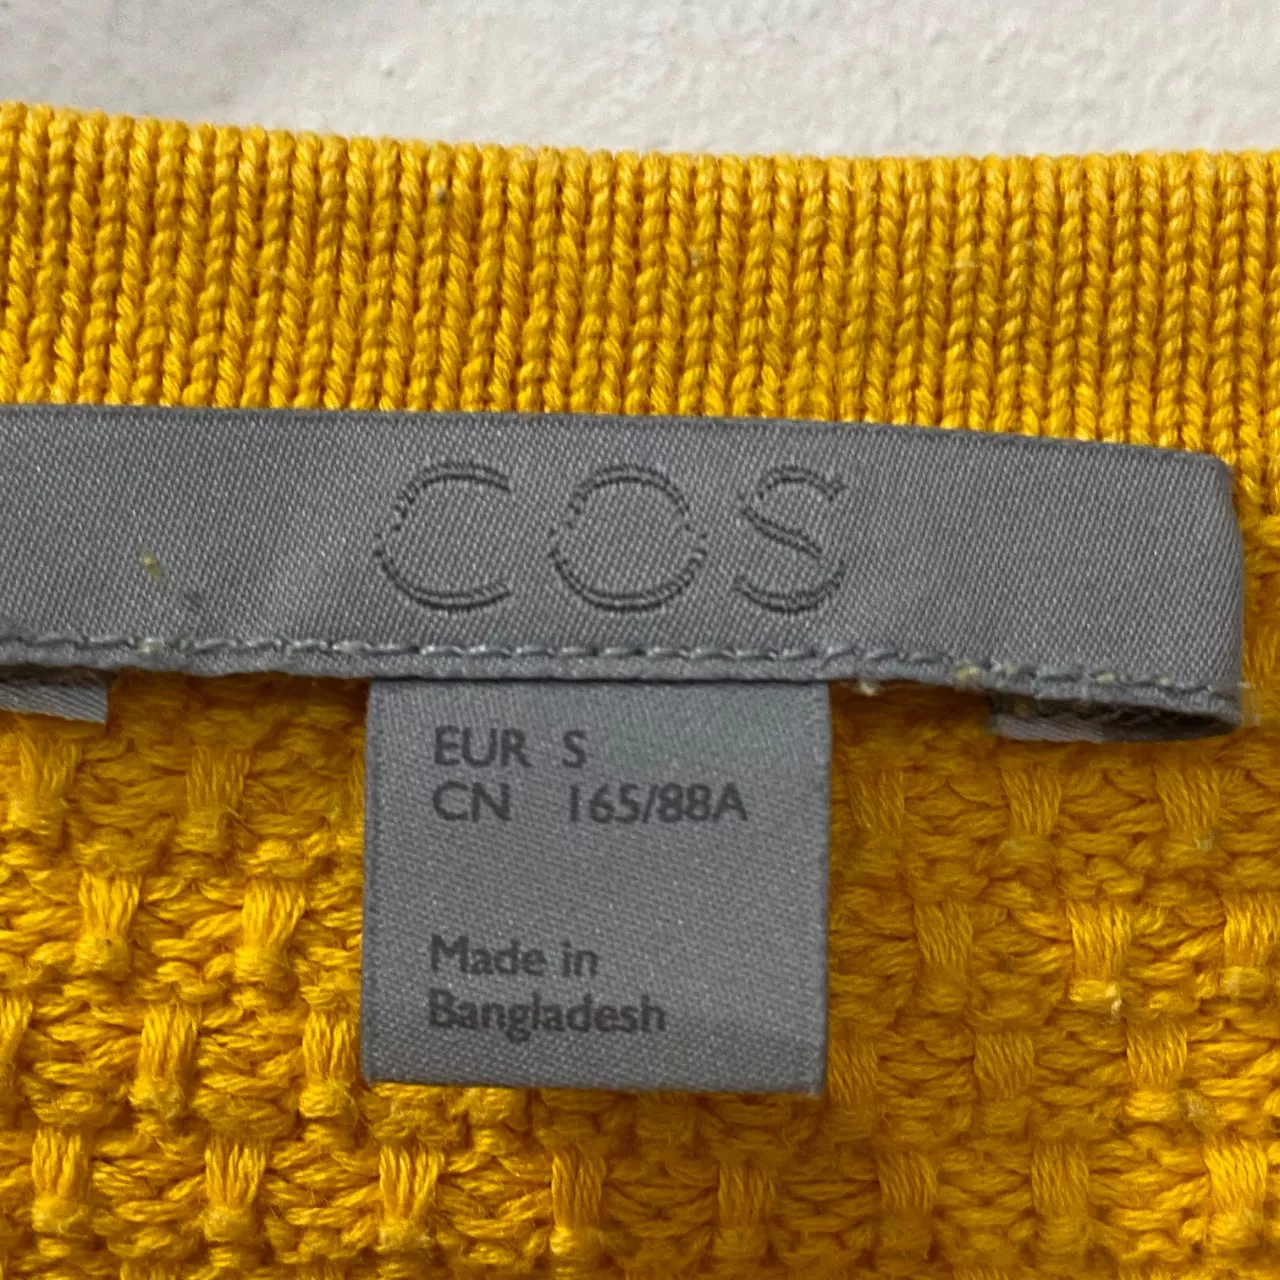 COS
EUR S
CN 165/88A
Made in
Bangladesh